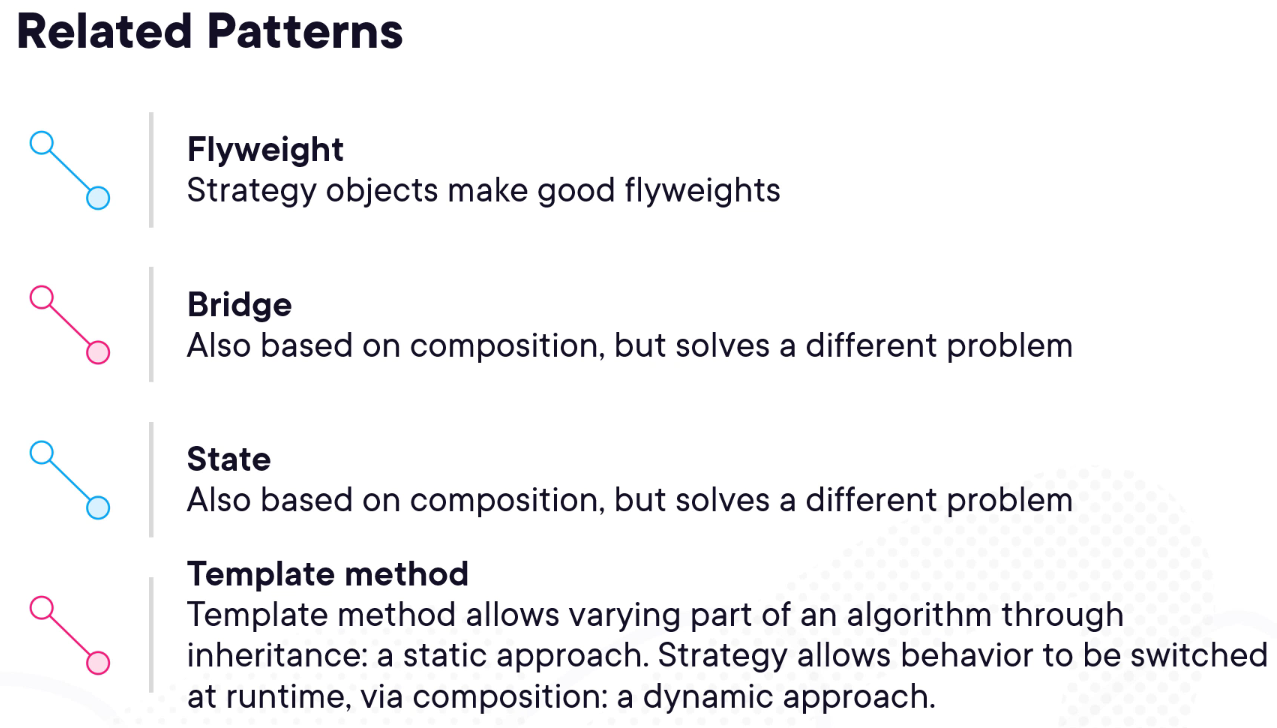 Related Patterns
Flyweight
Strategy objects make good flyweights
Bridge
Also based on composition, but solves a different problem
State
Also based on composition, but solves a different problem
Template method
Template method allows varying part of an algorithm through
inheritance: a static approach. Strategy allows behavior to be switched
at runtime, via composition: a dynamic approach.